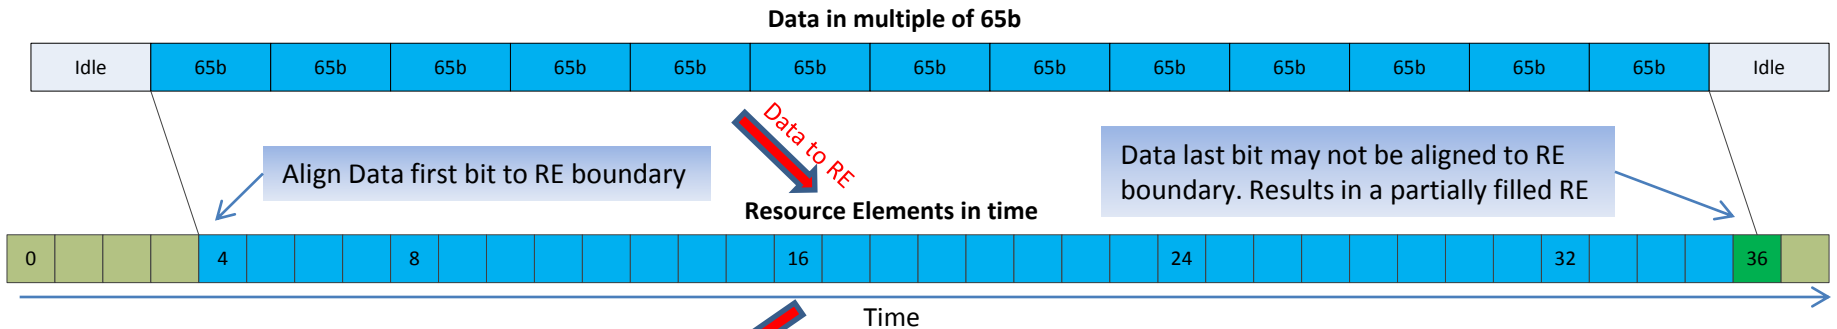 Data in multiple of 65b
Idle 65b 65b 65b 65b 65b 65b 65b 65b 65b 65b 65b 65b 65b Idle
Data to RE
Align Data first bit to RE boundary
Data last bit may not be aligned to RE
boundary. Results in a partially filled RE
Resource Elements in time
0 4 8 16 24 32 36
Time